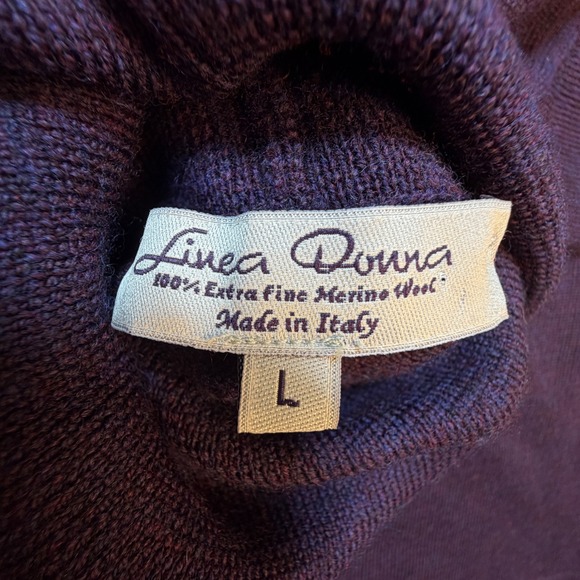 Linea Donna
100% Extra Fine Merino Wool
Made in Italy
L